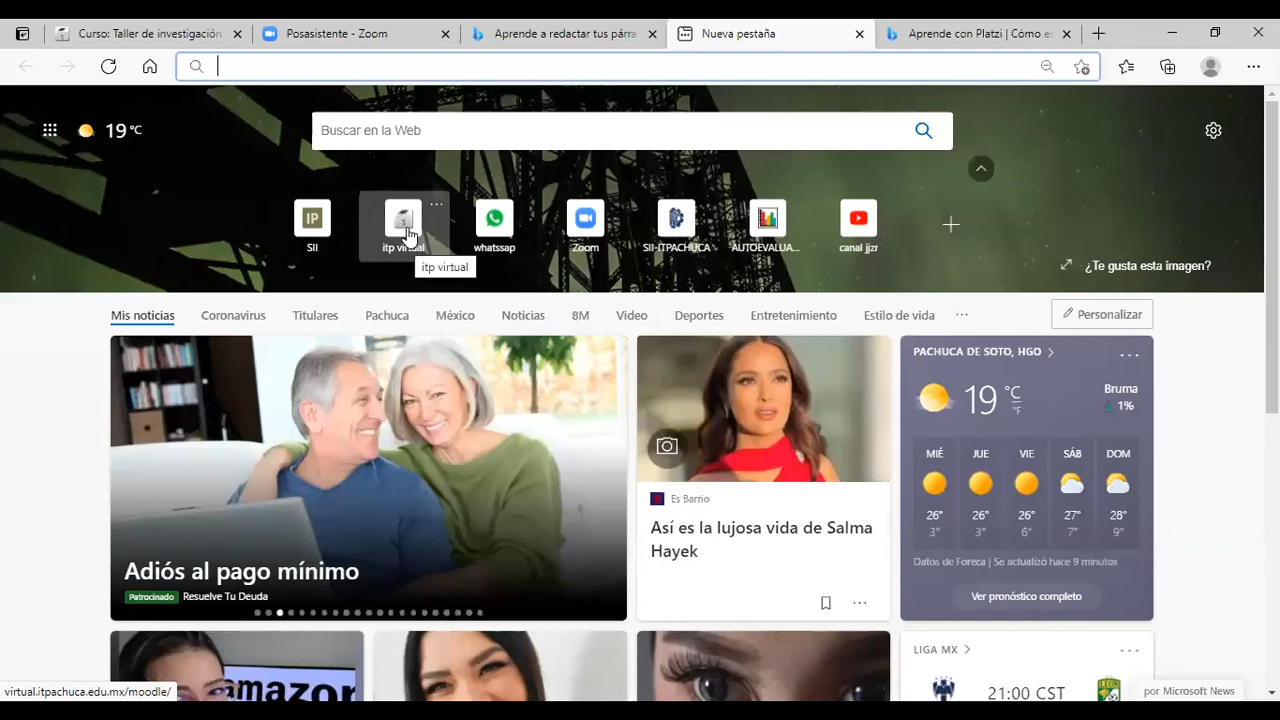 Curso: Taller de investigación
Posasistente - Zoom
Aprende a redactar tus párra
Nueva pestaña
Aprende con Platzi | Cómo es
19 °C
Buscar en la Web
SII
itp virtual
whatssap
Zoom
SII-ITPACHUCA
AUTOEVALUA...
canal jjzr
itp virtual
¿Te gusta esta imagen?
Mis noticias
Coronavirus
Titulares
Pachuca
México
Noticias
8M
Video
Deportes
Entretenimiento
Estilo de vida
...
Personalizar
Adiós al pago mínimo
Patrocinado Resuelve Tu Deuda
Es Barrio
Así es la lujosa vida de Salma
Hayek
PACHUCA DE SOTO, HGO
19 °C
°F
Bruma
1%
MIÉ JUE VIE SÁB DOM
26° 26° 26° 27° 28°
3° 3° 6° 7° 9°
Datos de Foreca | Se actualizó hace 9 minutos
Ver pronóstico completo
amazor
LIGA MX
21:00 CST
LEÓN
por Microsoft News
virtual.itpachuca.edu.mx/moodle/